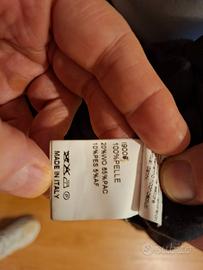 100%PELLE
20%WO 65%PAC
10%PES 5%AF
MADE IN ITALY